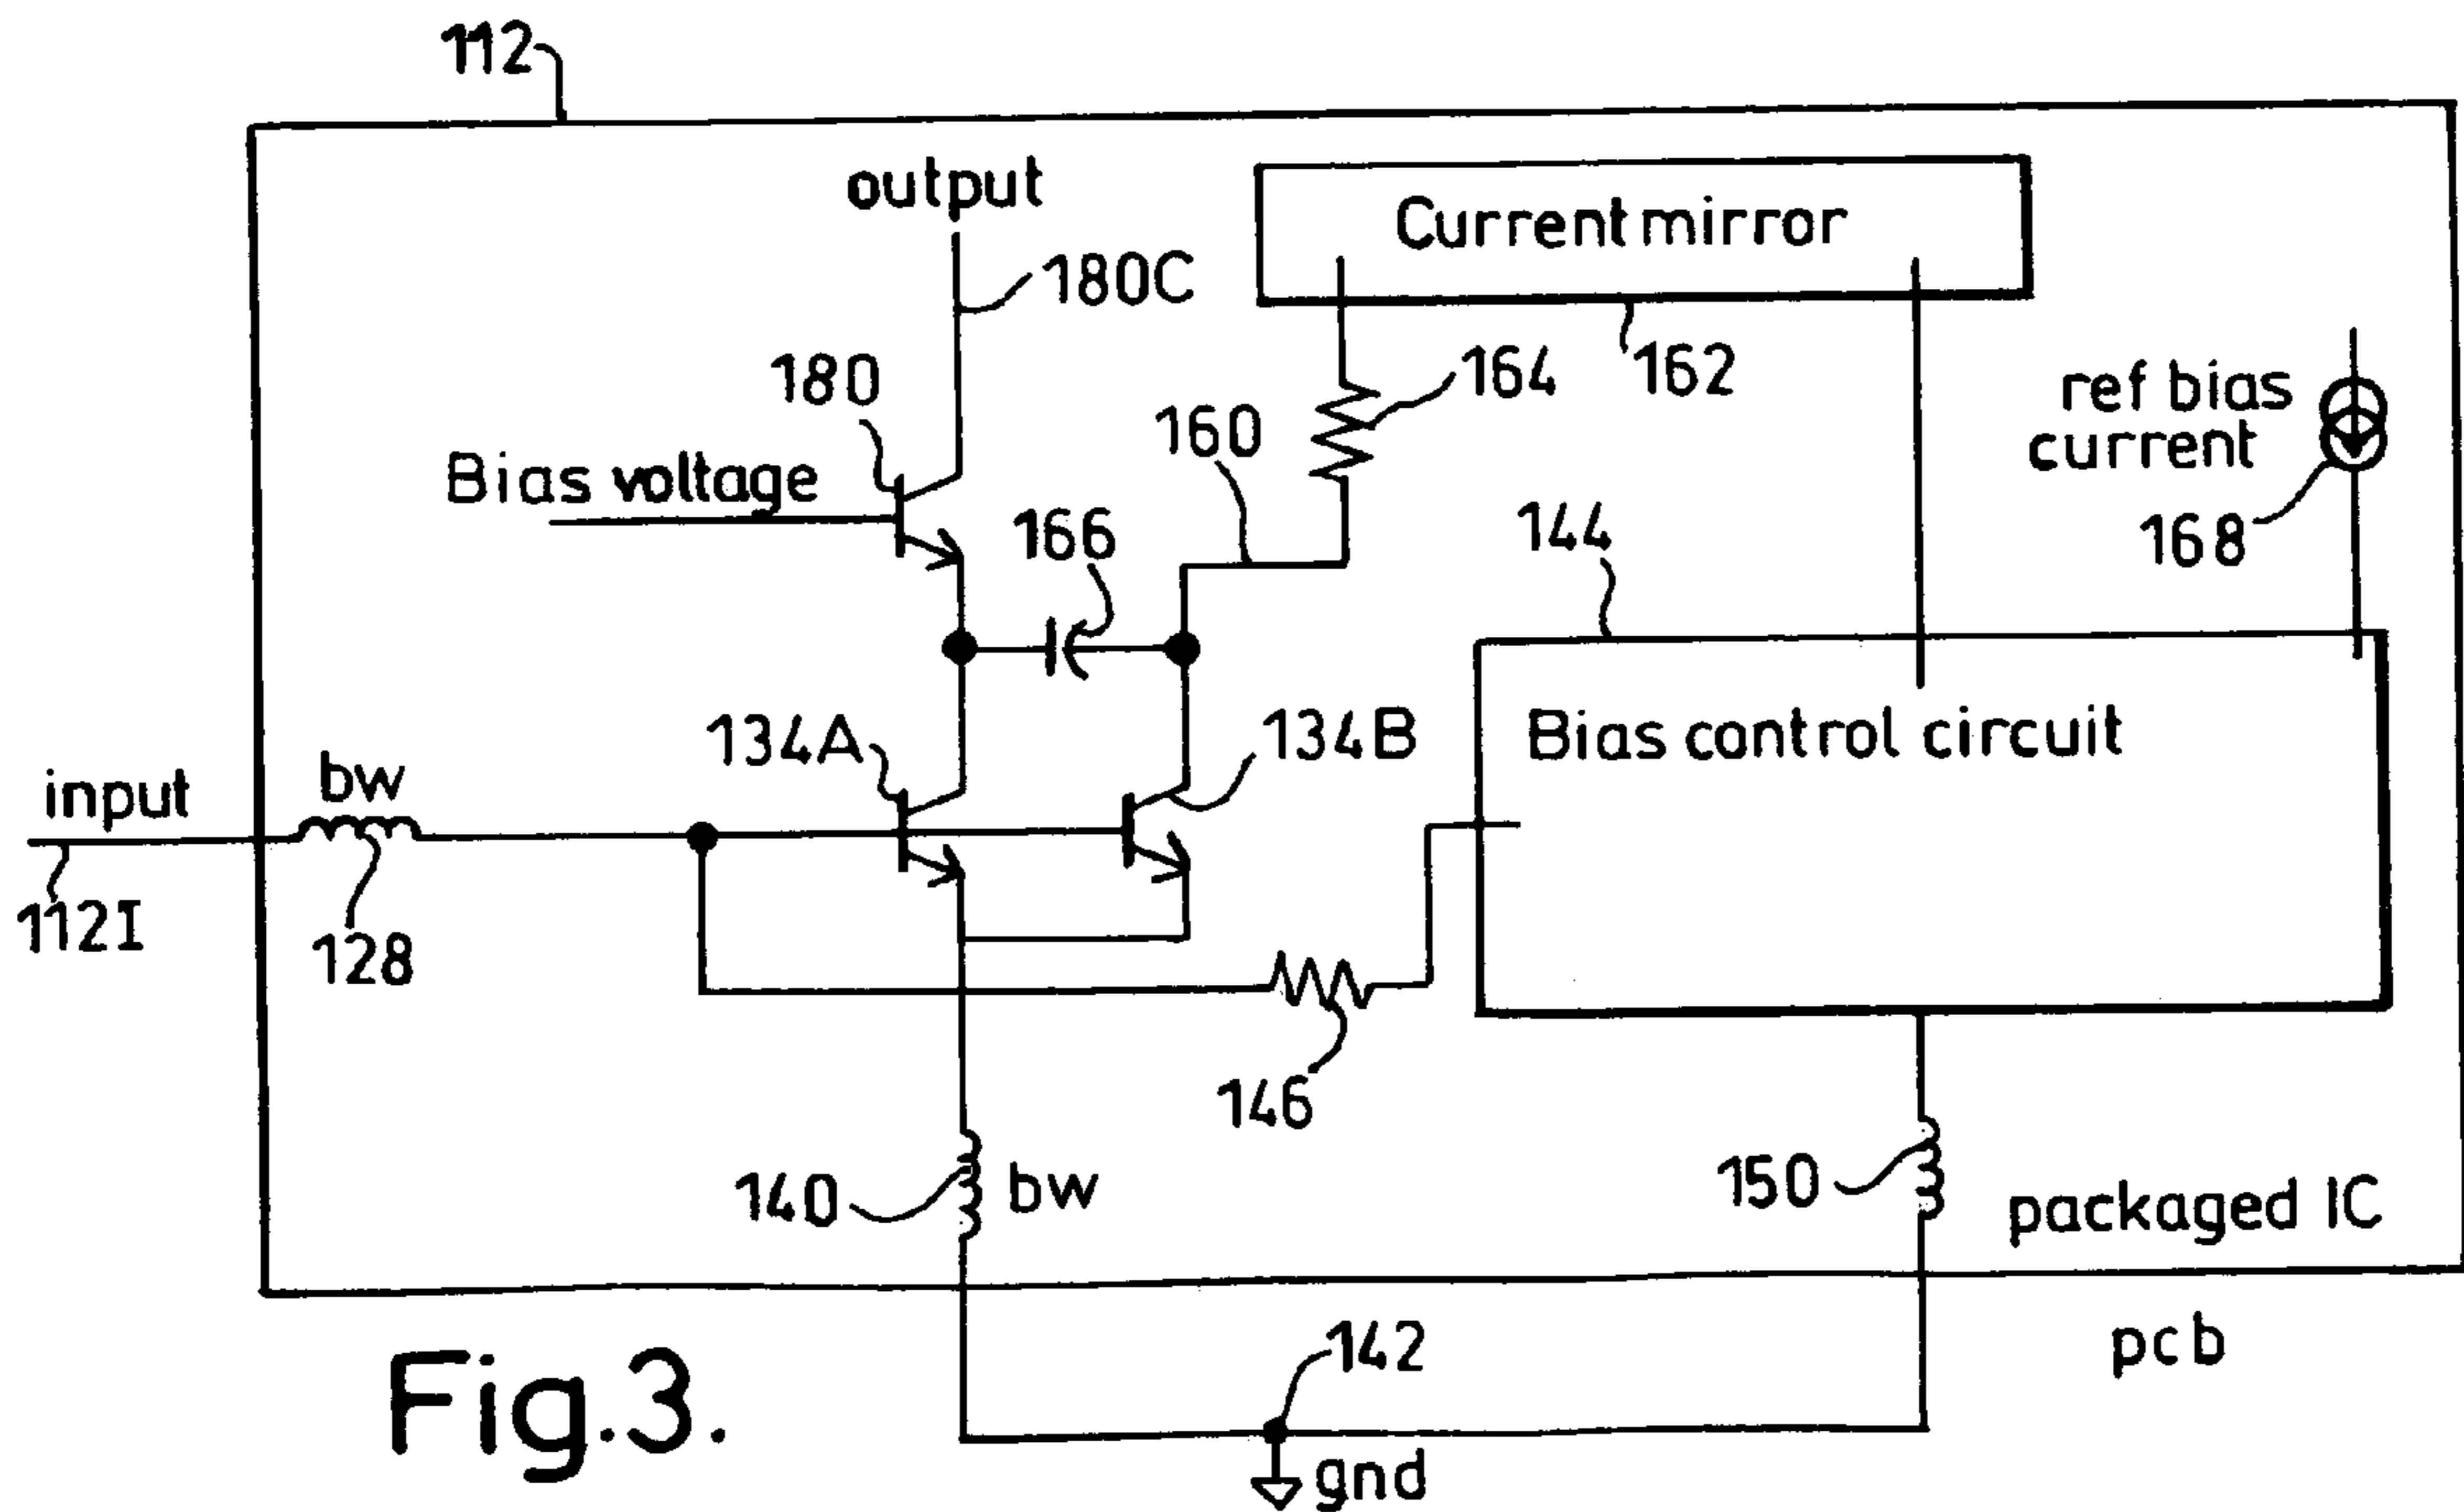 112
output
Current mirror
180C
180
164
162
ref bias
current
160
Bias voltage
166
144
168
134A
134B
Bias control circuit
input
bw
112I
128
146
140
bw
150
packaged IC
142
pcb
Fig.3.
gnd